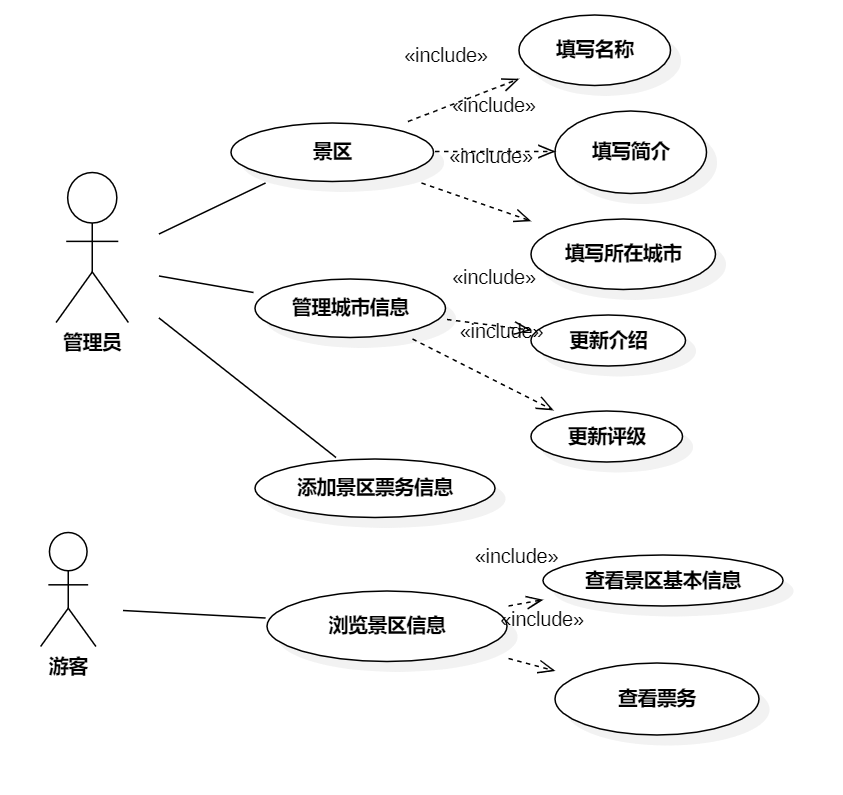 填写名称
«include»
«include»
景区
«include»
填写简介
填写所在城市
«include»
管理城市信息
«include»
更新介绍
管理员
更新评级
添加景区票务信息
«include»
查看景区基本信息
«include»
浏览景区信息
游客
查看票务